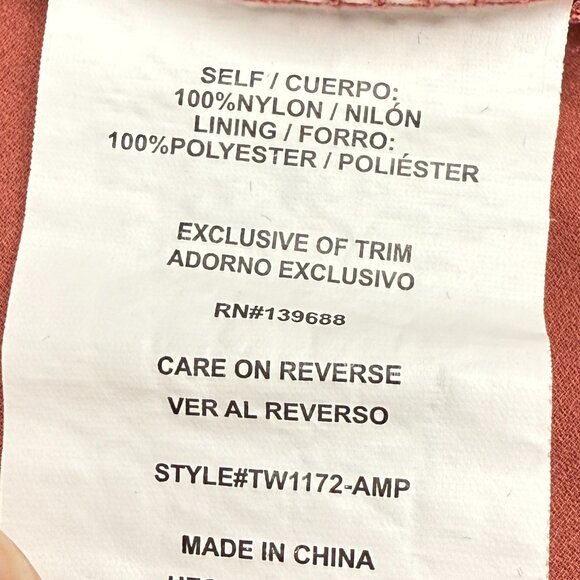 SELF / CUERPO:
100%NYLON / NILÓN
LINING / FORRO:
100%POLYESTER / POLIÉSTER
EXCLUSIVE OF TRIM
ADORNO EXCLUSIVO
RN#139688
CARE ON REVERSE
VER AL REVERSO
STYLE#TW1172-AMP
MADE IN CHINA